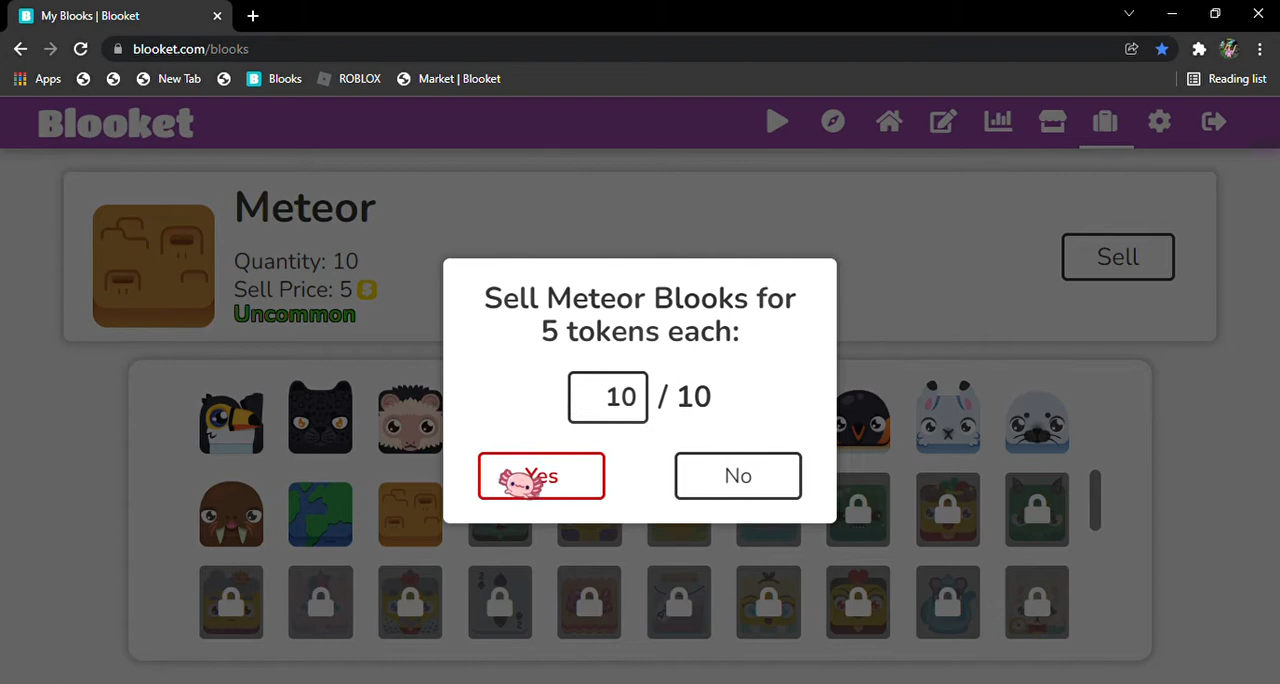 My Blooks | Blooket
blooket.com/blooks
Apps New Tab Blooks ROBLOX Market | Blooket Reading list
Blooket
Meteor
Quantity: 10
Sell Price: 5
Uncommon
Sell
Sell Meteor Blooks for
5 tokens each:
10 / 10
Yes No